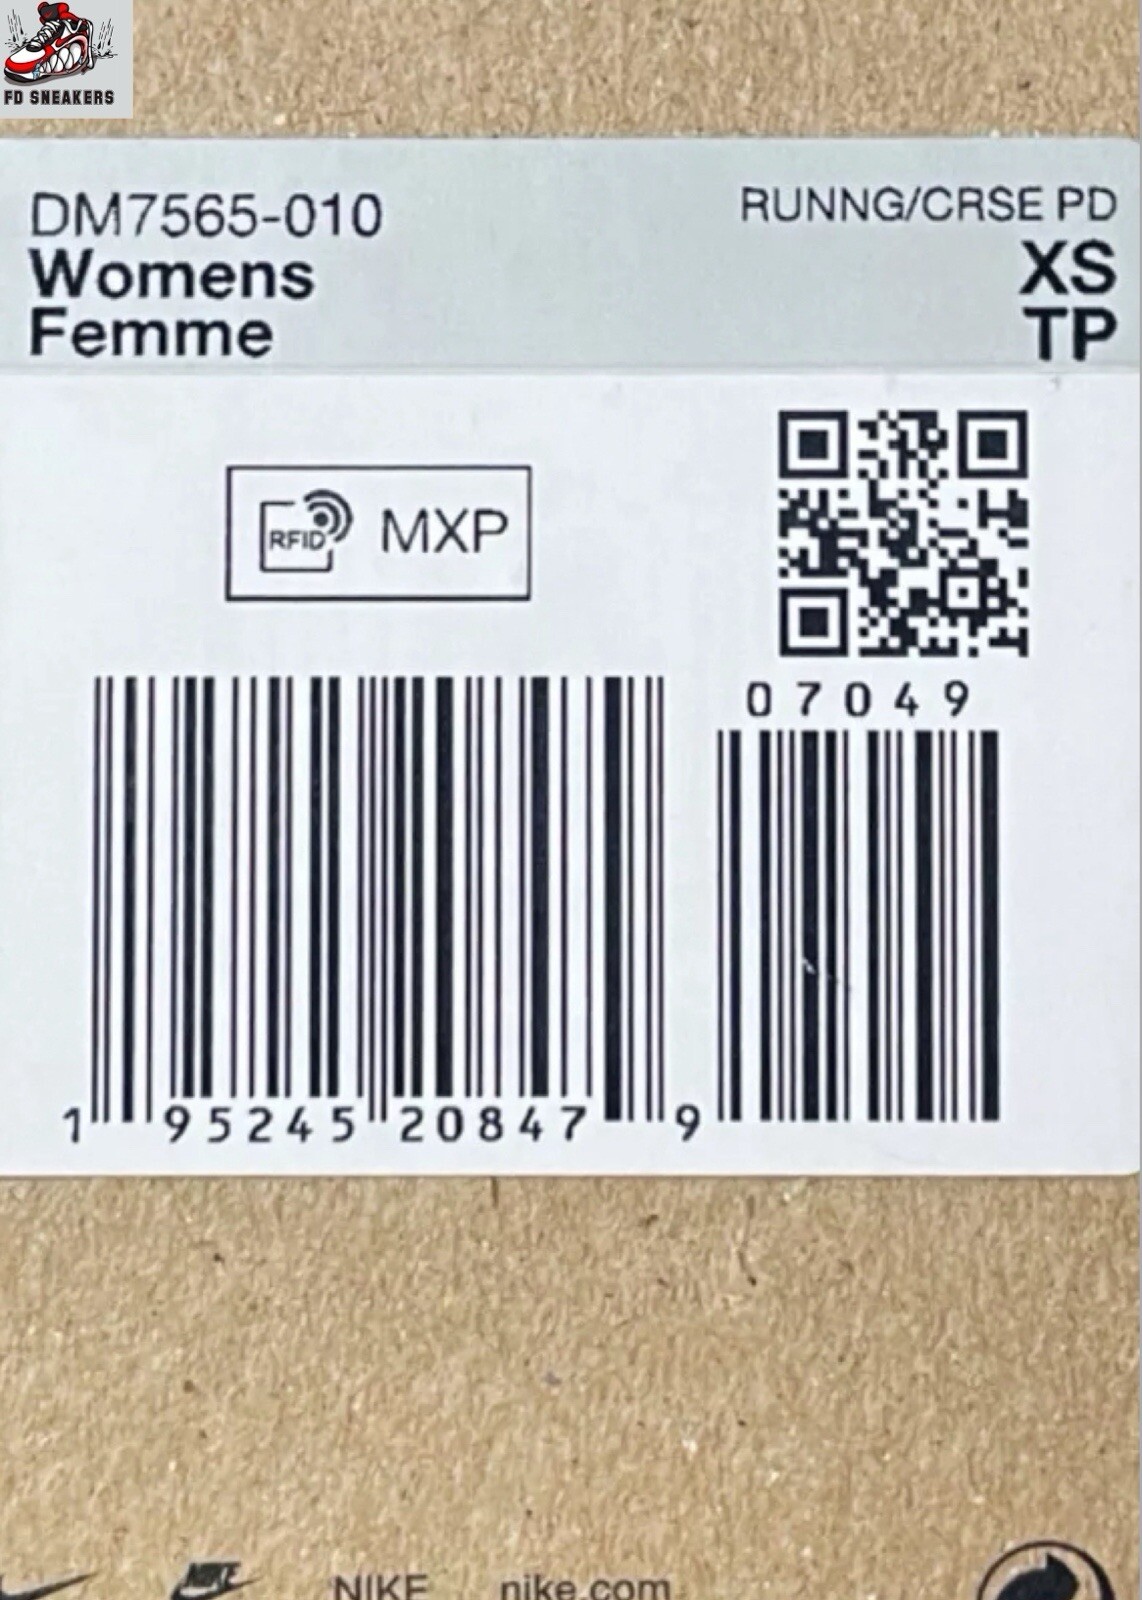 FD SNEAKERS
DM7565-010
RUNNG/CRSE PD
Womens
XS
Femme
TP
RFID MXP
07049
1 95245 20847 9
NIKE NIKE nike.com